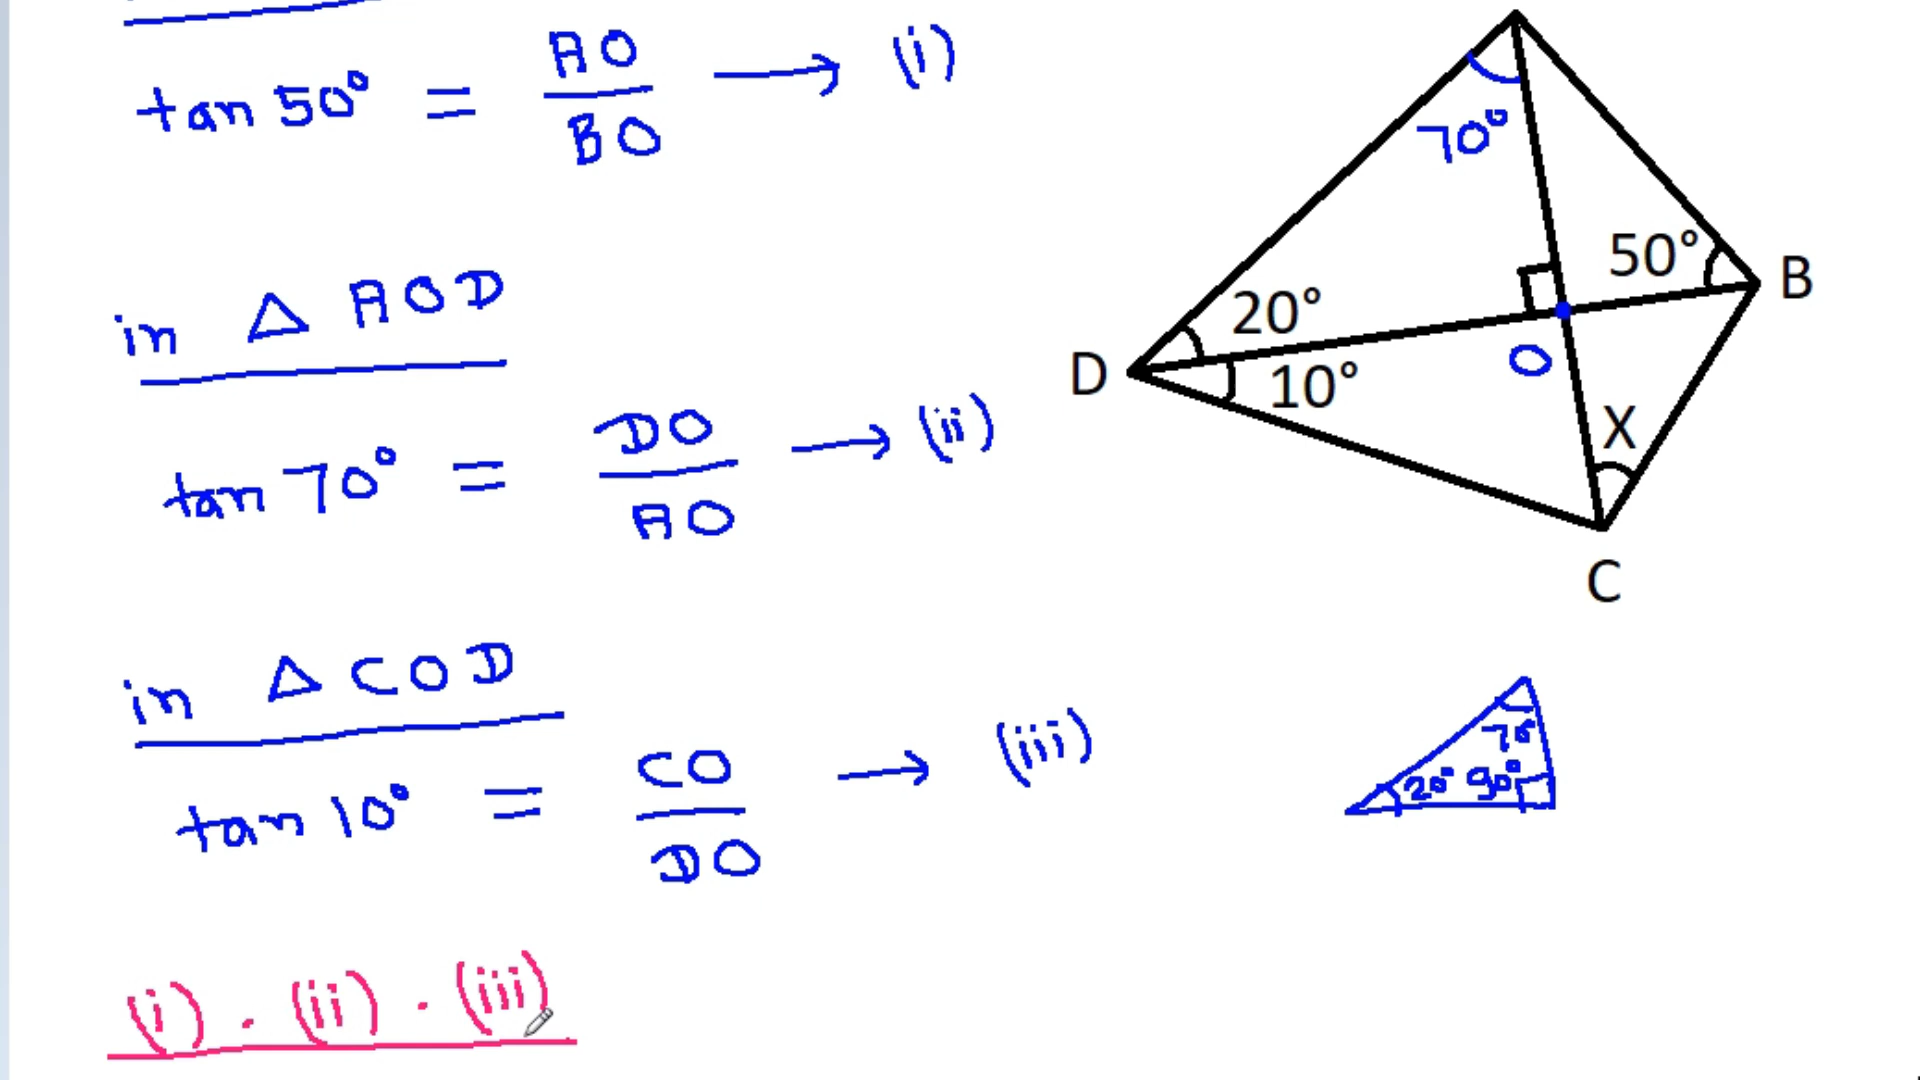 tan 50° = AO/BO → (i)
in △ AOD
tan 70° = DO/AO → (ii)
in △ COD
tan 10° = CO/DO → (iii)
(i) · (ii) · (iii)
70°
50°
B
20°
D
10°
O
X
C
70°
20° 90°